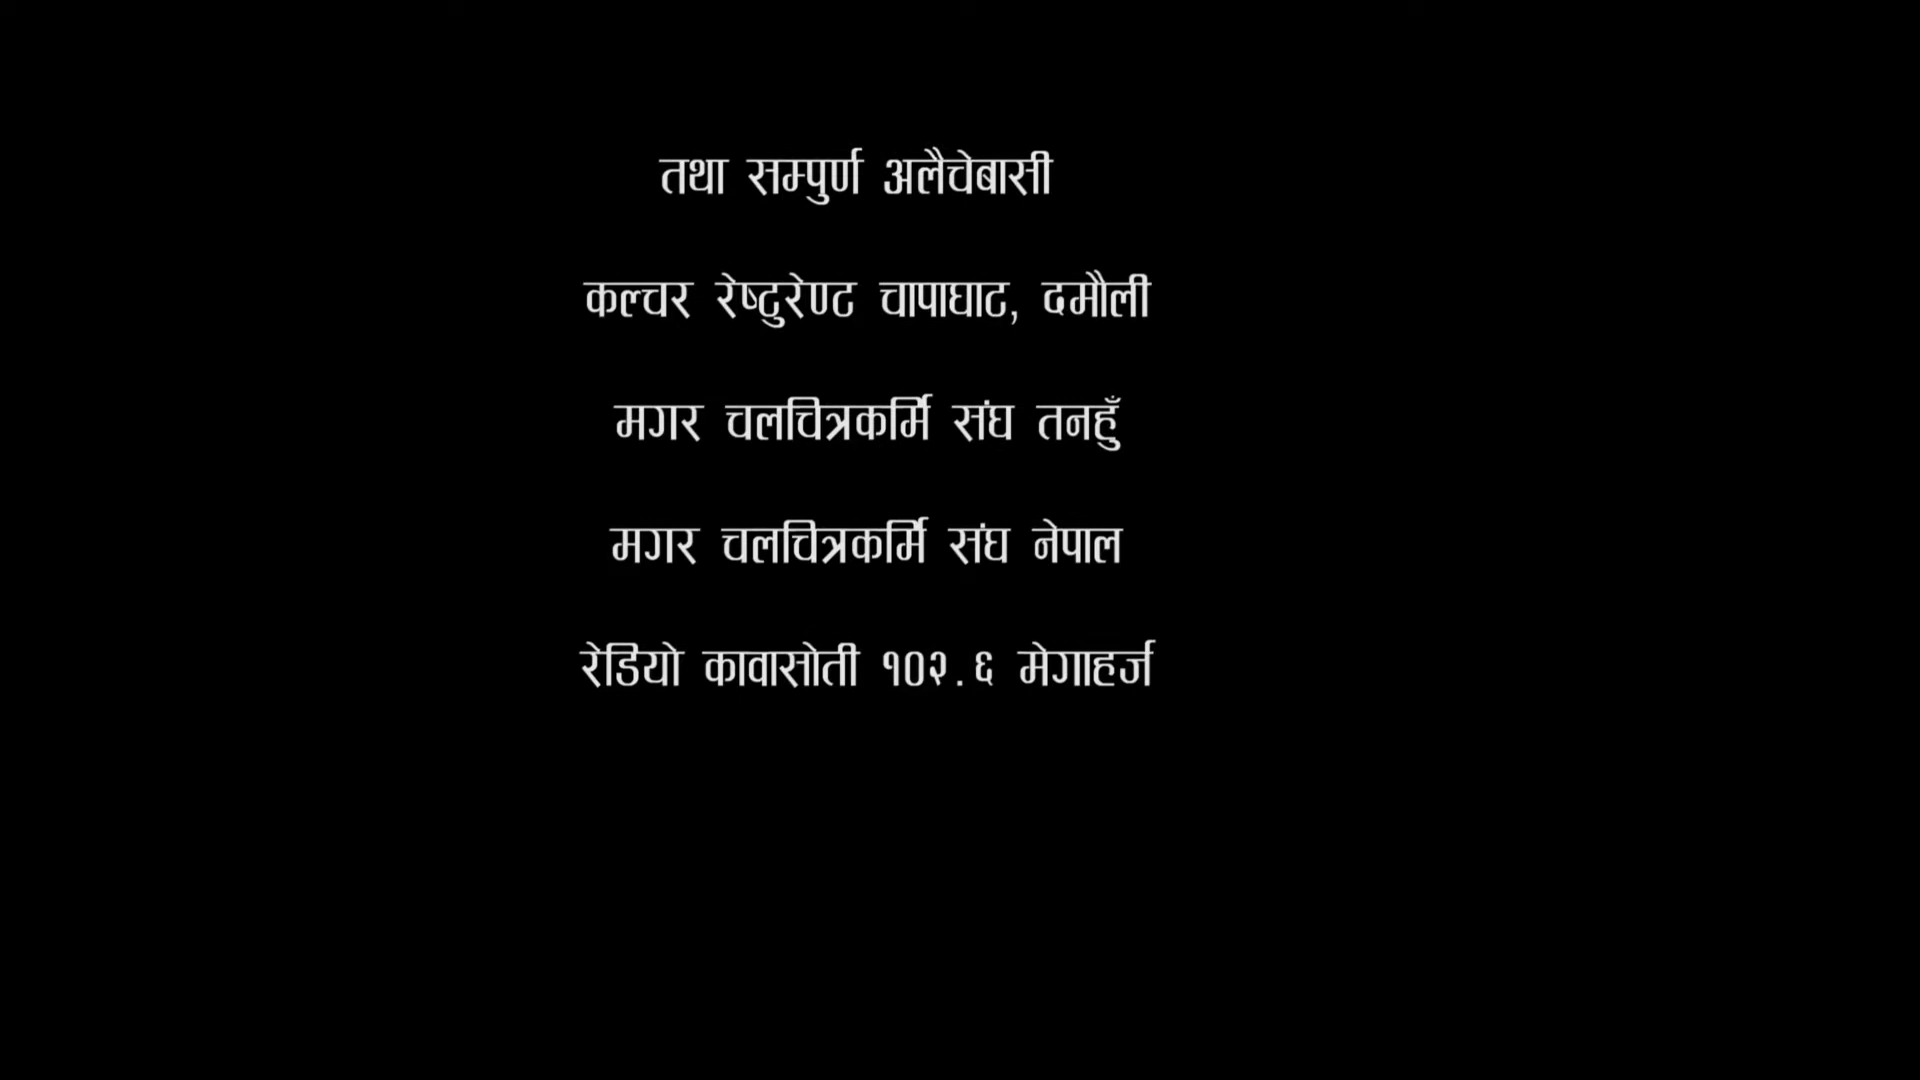 तथा सम्पुर्ण अलैचेबासी
कल्चर रेष्टुरेण्ट चापाघाट, दमौली
मगर चलचित्रकर्मि संघ तनहुँ
मगर चलचित्रकर्मि संघ नेपाल
रेडियो कावासोती १०२.६ मेगाहर्ज